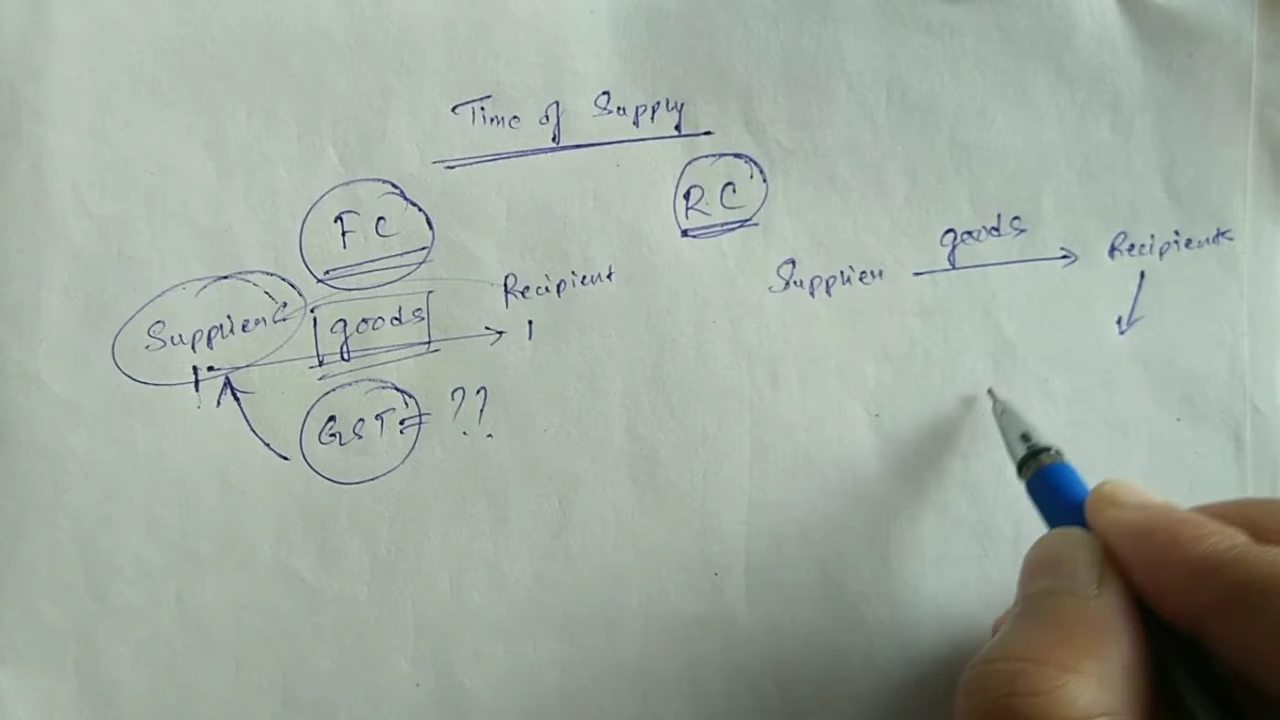 Time of Supply
FC
RC
Supplier goods Recipient
GST = ??
Supplier goods Recipient